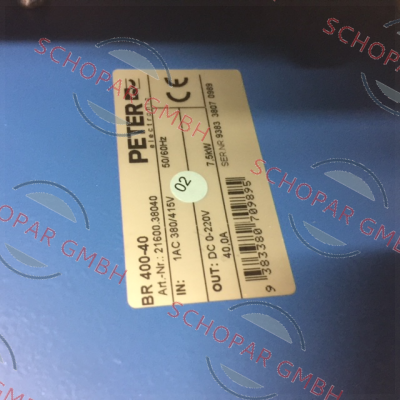 PETER
electronic
CE
BR 400-40
Art.-Nr.: 21600.38040
IN:
1AC 380/415V
50/60Hz
02
OUT: DC 0-220V
40.0A
7.5KW
SER.NR 9383 3807 0989
9 383380 709895
SCHOPAR GMBH
SCHOPAR GMBH
SCHOPAR GMBH
SCHOPAR GMBH